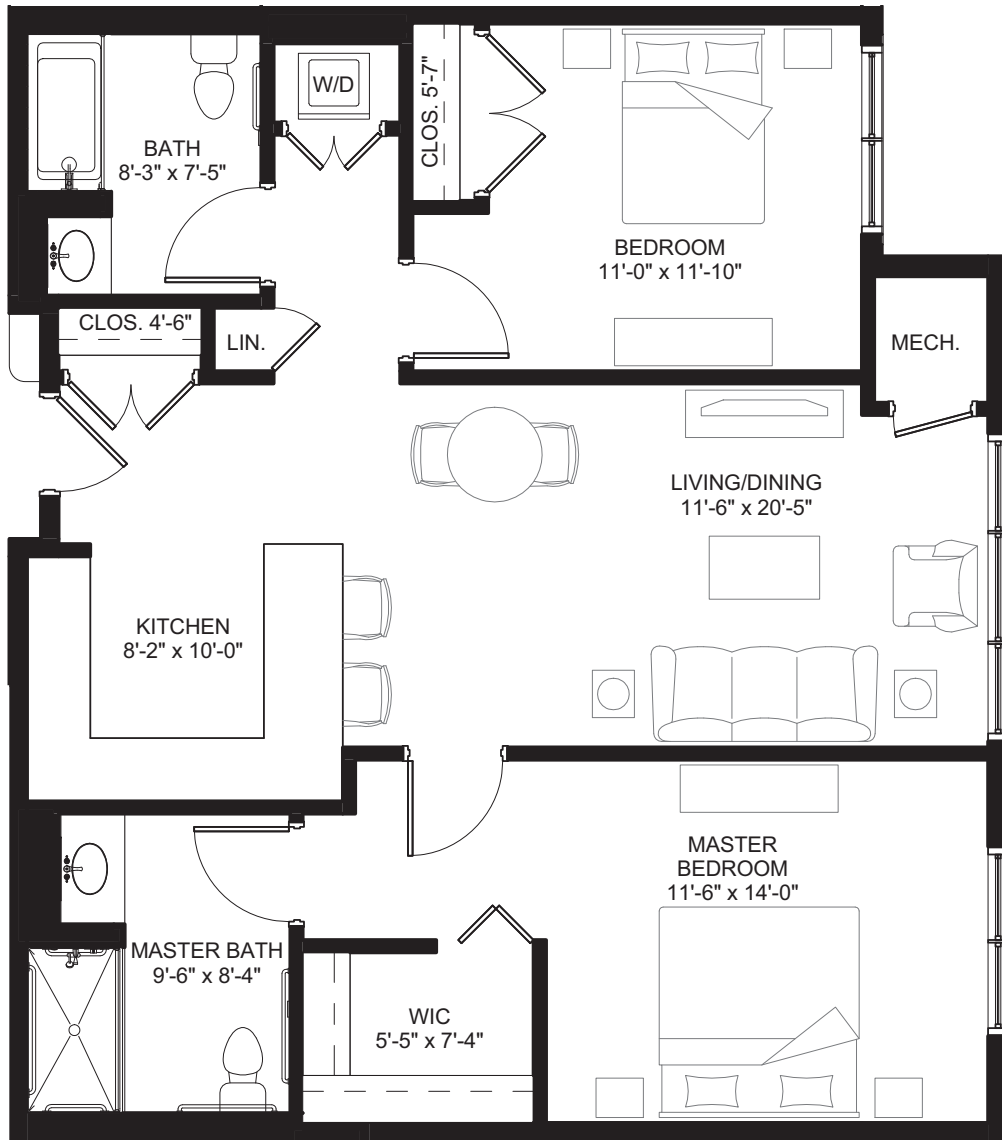 W/D
CLOS. 5'-7"
BATH
8'-3" x 7'-5"
BEDROOM
11'-0" x 11'-10"
CLOS. 4'-6"
LIN.
MECH.
LIVING/DINING
11'-6" x 20'-5"
KITCHEN
8'-2" x 10'-0"
MASTER
BEDROOM
11'-6" x 14'-0"
MASTER BATH
9'-6" x 8'-4"
WIC
5'-5" x 7'-4"